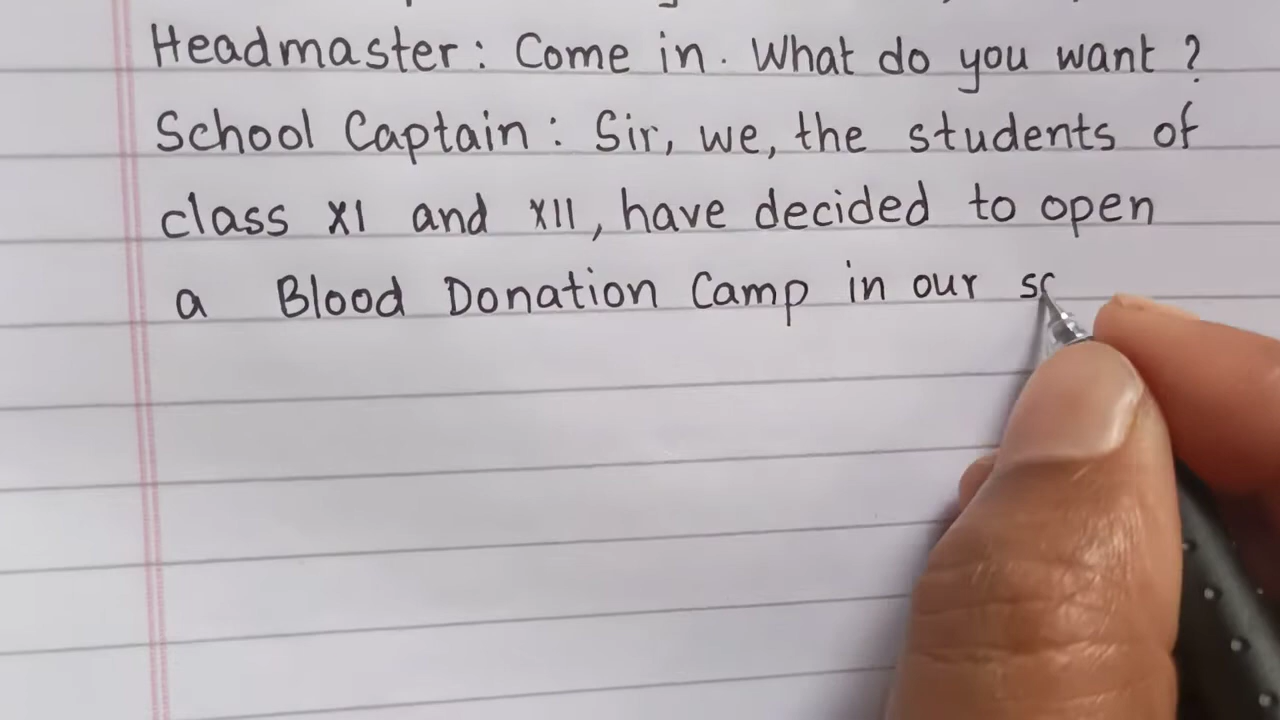 Headmaster: Come in. What do you want?
School Captain: Sir, we, the students of
class XI and XII, have decided to open
a Blood Donation Camp in our sc